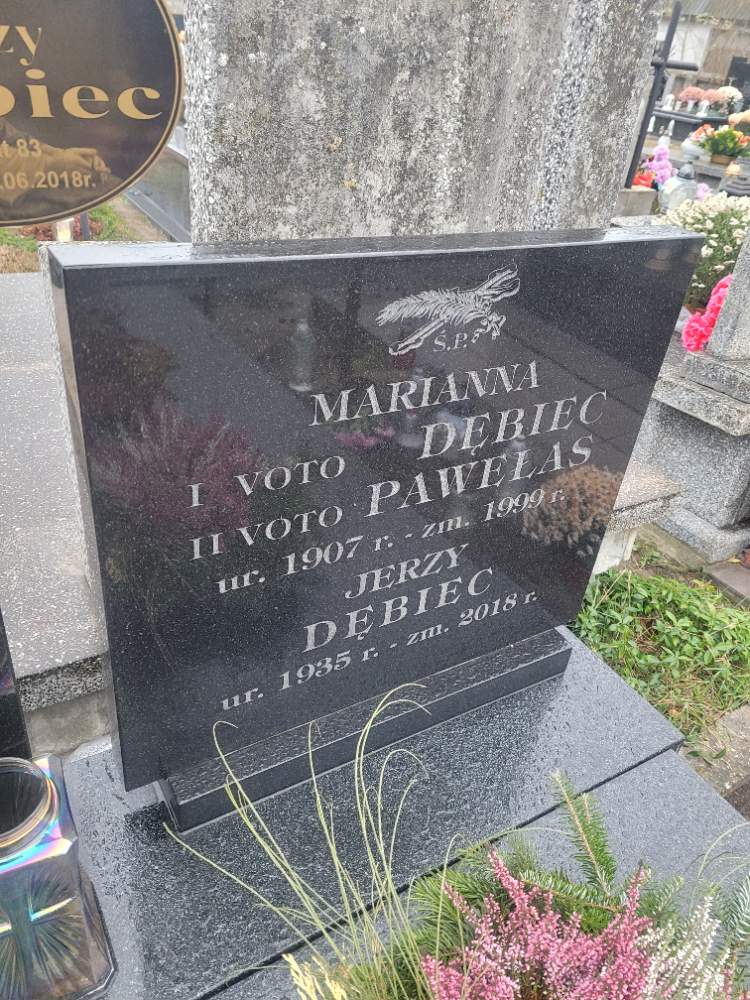 zy
biec
83
.06.2018r.
Ś.P.
MARIANNA
I VOTO DĘBIEC
II VOTO PAWEŁAS
ur. 1907 r. - zm. 1999 r.
JERZY
DĘBIEC
ur. 1935 r. - zm. 2018 r.